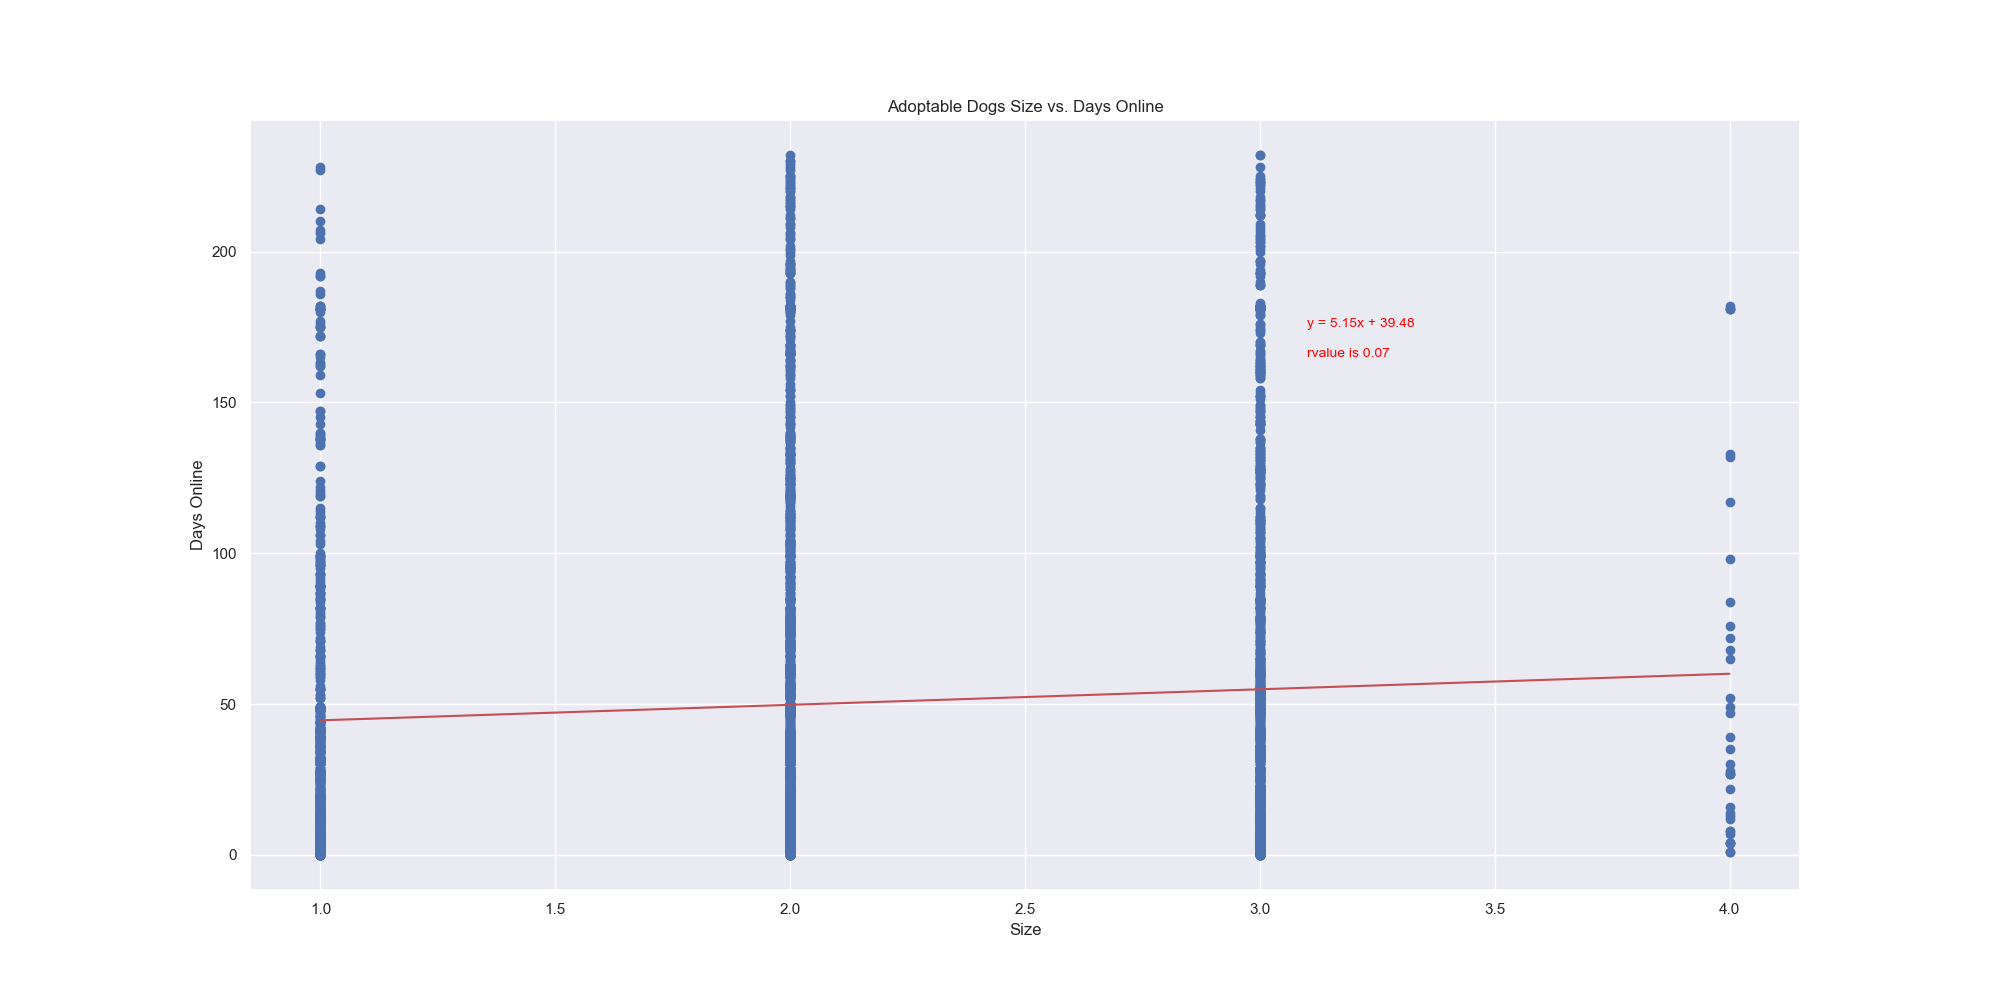 Adoptable Dogs Size vs. Days Online
Days Online
200
150
100
50
0
y = 5.15x + 39.48
rvalue is 0.07
1.0 1.5 2.0 2.5 3.0 3.5 4.0
Size